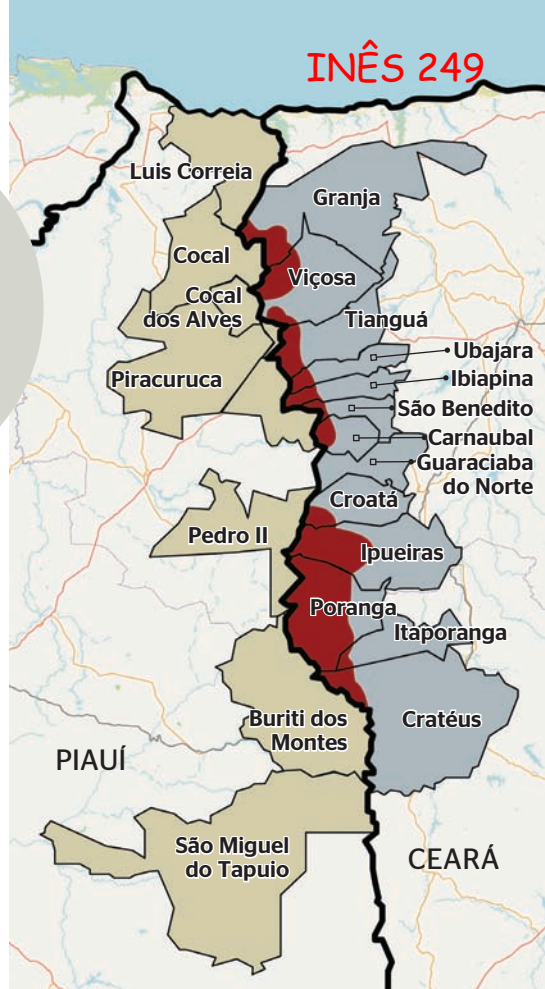 INÊS 249
Luis Correia
Granja
Cocal
Viçosa
Cocal
dos Alves
Tianguá
Ubajara
Piracuruca
Ibiapina
São Benedito
Carnaubal
Guaraciaba
do Norte
Croatá
Pedro II
Ipueiras
Poranga
Itaporanga
Buriti dos
Montes
Cratéus
PIAUÍ
São Miguel
do Tapuio
CEARÁ